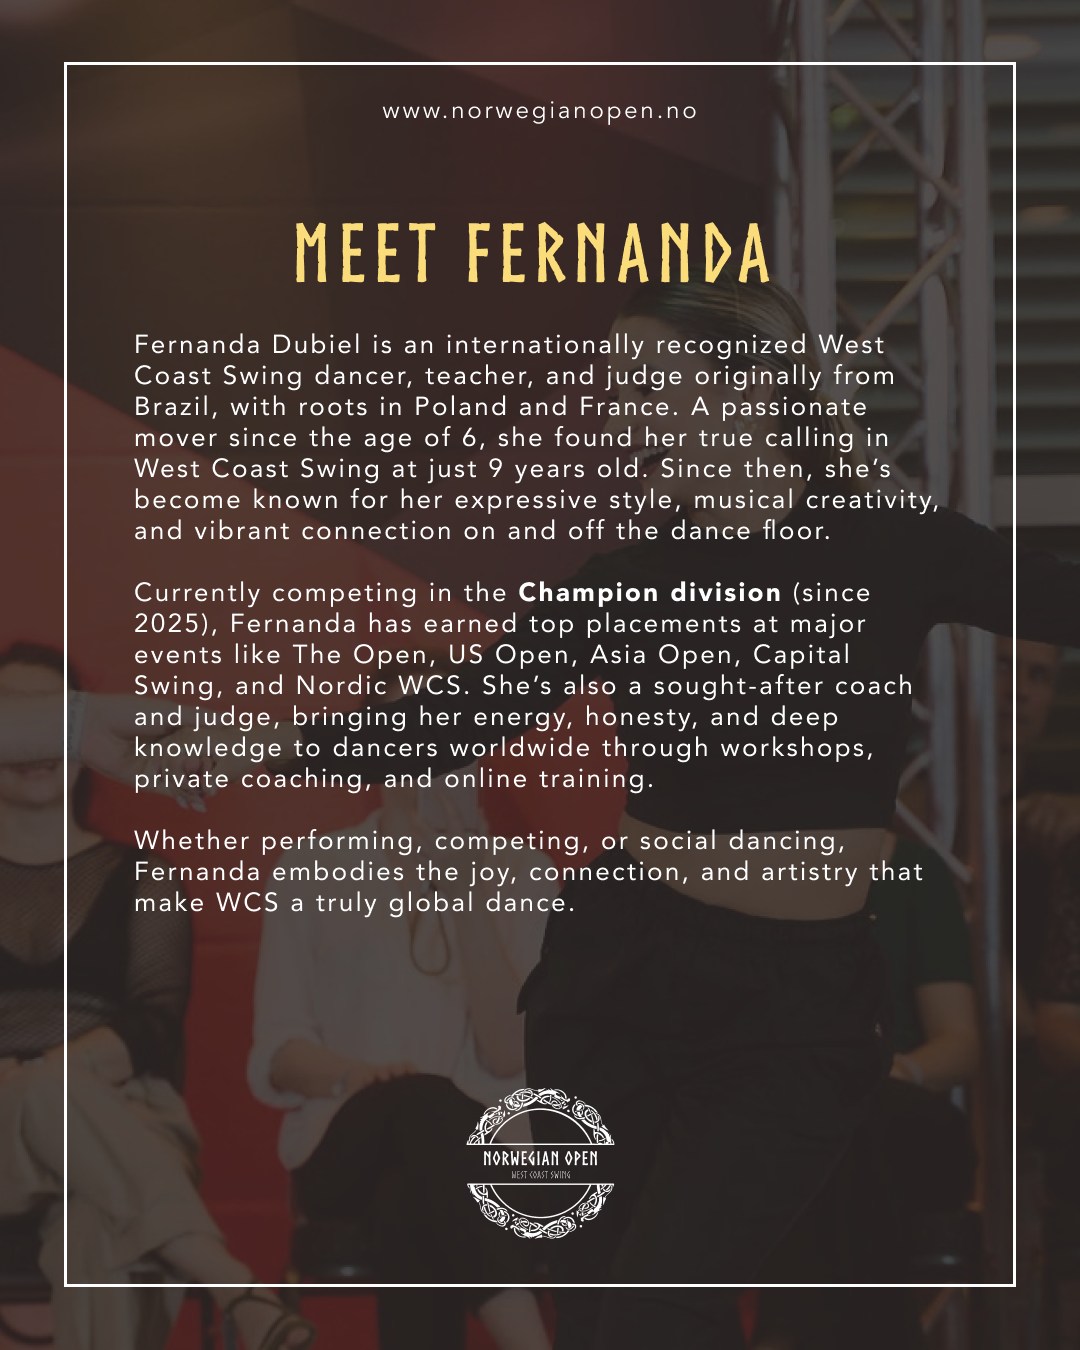 www.norwegianopen.no
MEET FERNANDA
Fernanda Dubiel is an internationally recognized West
Coast Swing dancer, teacher, and judge originally from
Brazil, with roots in Poland and France. A passionate
mover since the age of 6, she found her true calling in
West Coast Swing at just 9 years old. Since then, she’s
become known for her expressive style, musical creativity,
and vibrant connection on and off the dance floor.
Currently competing in the Champion division (since
2025), Fernanda has earned top placements at major
events like The Open, US Open, Asia Open, Capital
Swing, and Nordic WCS. She’s also a sought-after coach
and judge, bringing her energy, honesty, and deep
knowledge to dancers worldwide through workshops,
private coaching, and online training.
Whether performing, competing, or social dancing,
Fernanda embodies the joy, connection, and artistry that
make WCS a truly global dance.
NORWEGIAN OPEN
WEST COAST SWING